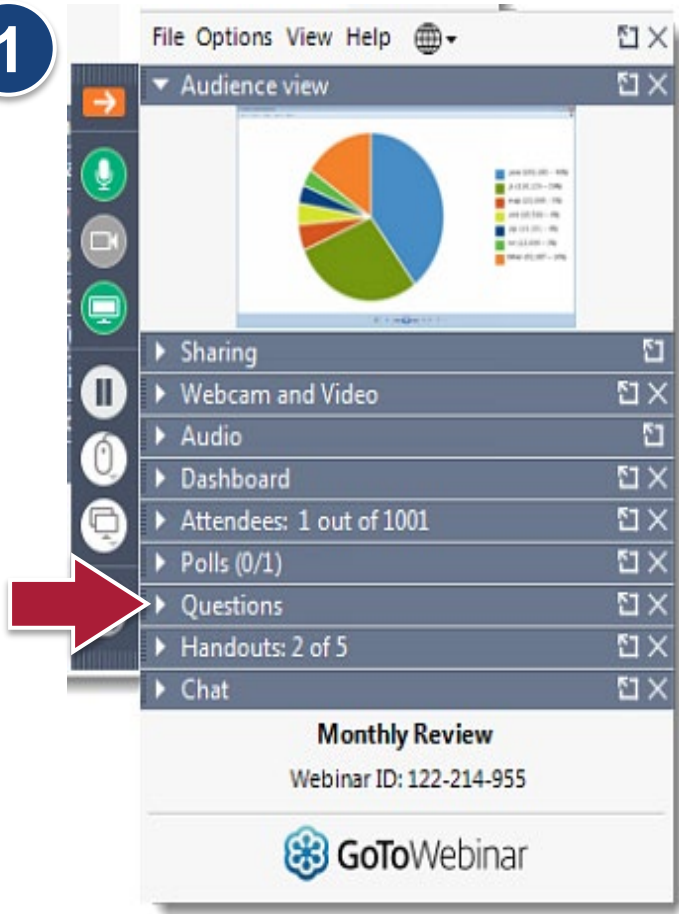 1
File Options View Help
Audience view
Sharing
Webcam and Video
Audio
Dashboard
Attendees: 1 out of 1001
Polls (0/1)
Questions
Handouts: 2 of 5
Chat
Monthly Review
Webinar ID: 122-214-955
GoToWebinar